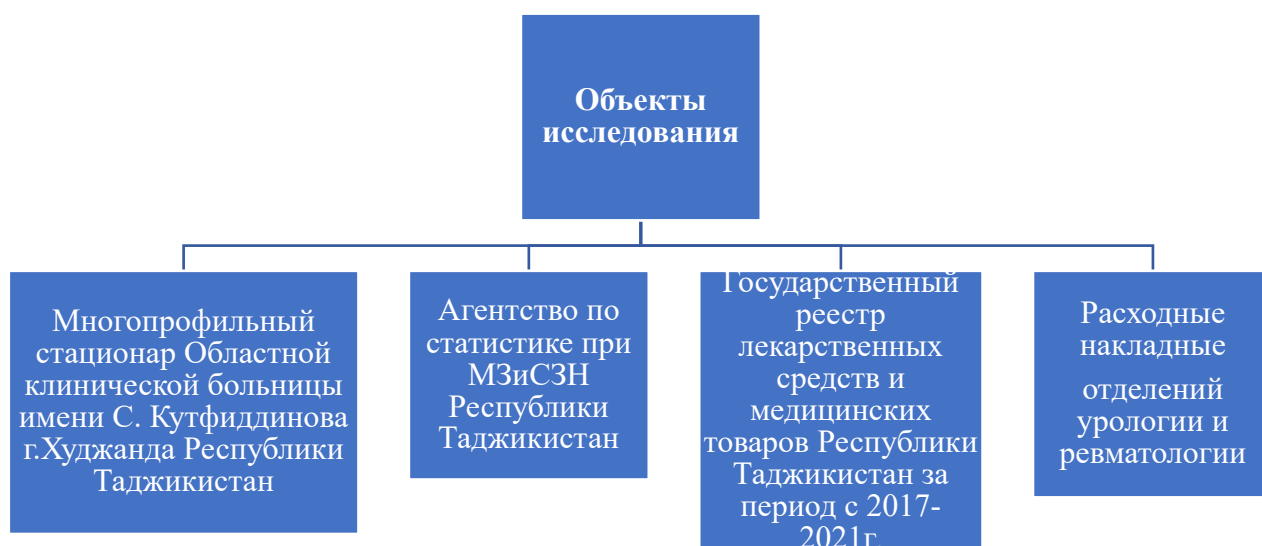 Объекты
исследования
Многопрофильный
стационар Областной
клинической больницы
имени С. Кутфиддинова
г.Худжанда Республики
Таджикистан
Агентство по
статистике при
МЗиСЗН
Республики
Таджикистан
Государственный
реестр
лекарственных
средств и
медицинских
товаров Республики
Таджикистан за
период с 2017-
2021г.
Расходные
накладные
отделений
урологии и
ревматологии